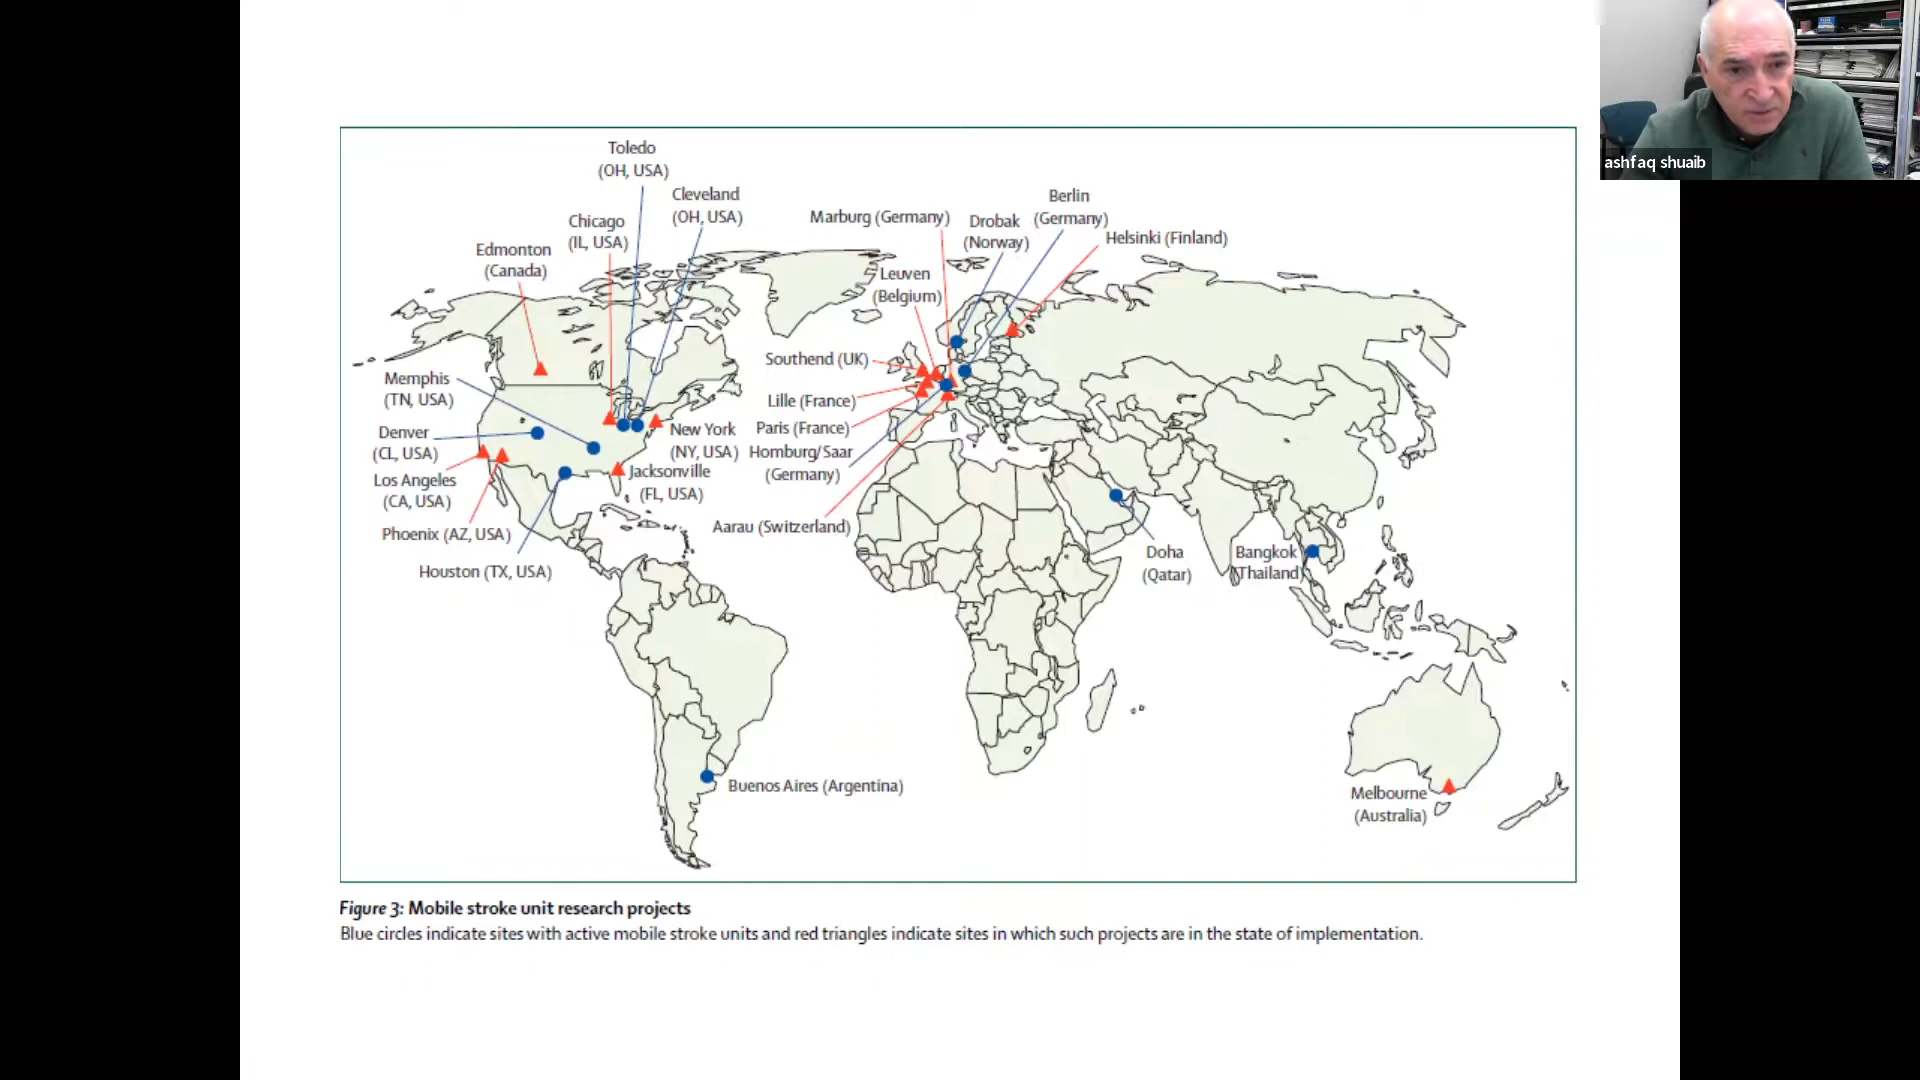 Toledo
(OH, USA)
Cleveland
(OH, USA)
Chicago
(IL, USA)
Edmonton
(Canada)
Marburg (Germany)
Drobak
(Norway)
Berlin
(Germany)
Helsinki (Finland)
Leuven
(Belgium)
Southend (UK)
Memphis
(TN, USA)
Lille (France)
Paris (France)
Denver
(CL, USA)
New York
(NY, USA)
Homburg/Saar
(Germany)
Los Angeles
(CA, USA)
Jacksonville
(FL, USA)
Phoenix (AZ, USA)
Aarau (Switzerland)
Houston (TX, USA)
Doha
(Qatar)
Bangkok
(Thailand)
Buenos Aires (Argentina)
Melbourne
(Australia)
Figure 3: Mobile stroke unit research projects
Blue circles indicate sites with active mobile stroke units and red triangles indicate sites in which such projects are in the state of implementation.
ashfaq shuaib